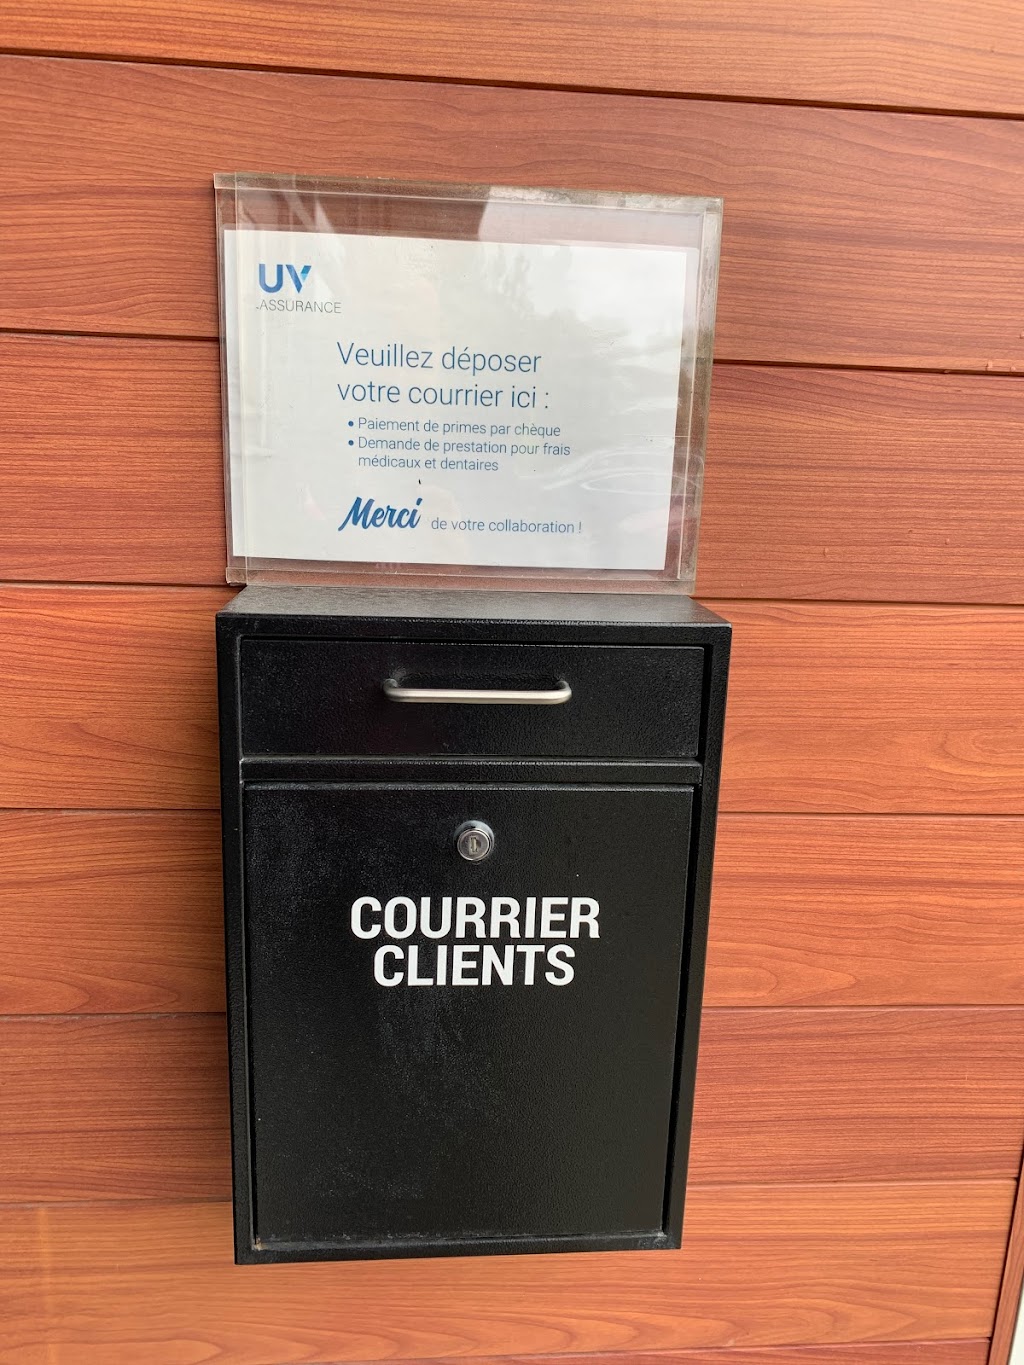 UV
ASSURANCE
Veuillez déposer
votre courrier ici :
• Paiement de primes par chèque
• Demande de prestation pour frais
médicaux et dentaires
Merci de votre collaboration !
COURRIER
CLIENTS